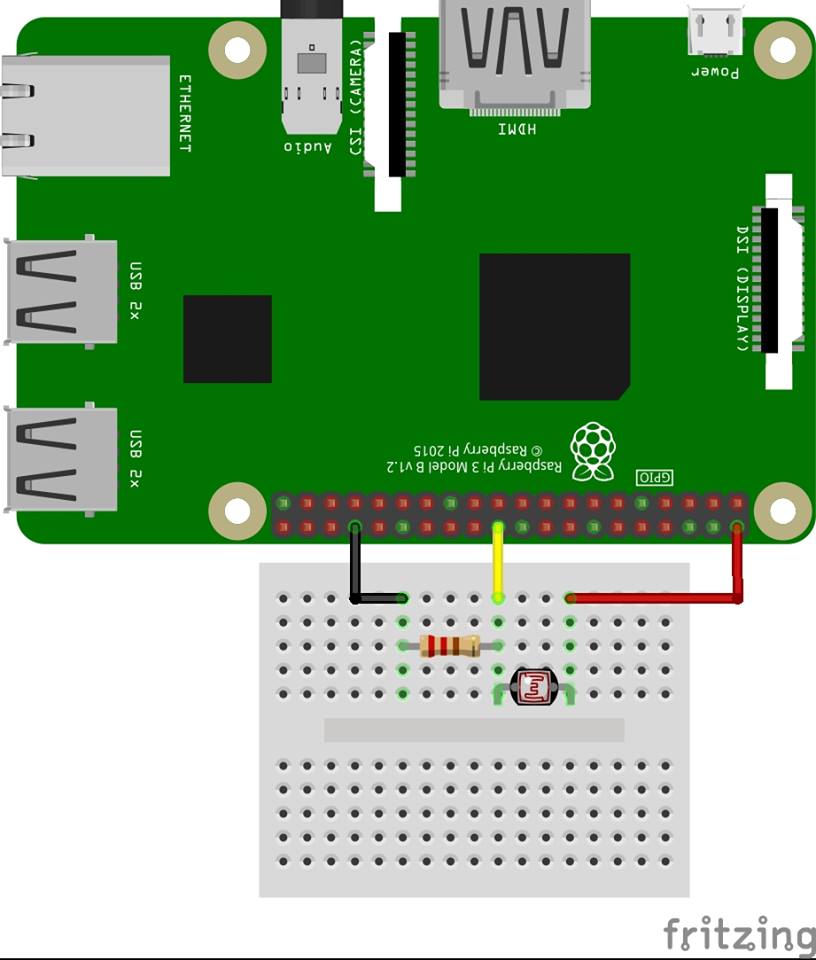 Power
HDMI
Audio
CSI (CAMERA)
ETHERNET
DSI (DISPLAY)
USB 2x
USB 2x
Raspberry Pi 3 Model B v1.2
© Raspberry Pi 2015
GPIO
fritzing